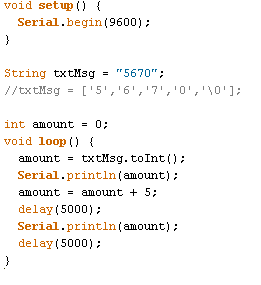 void setup() {
  Serial.begin(9600);
}
String txtMsg = "5670";
//txtMsg = ['5','6','7','0','\0'];
int amount = 0;
void loop() {
  amount = txtMsg.toInt();
  Serial.println(amount);
  amount = amount + 5;
  delay(5000);
  Serial.println(amount);
  delay(5000);
}